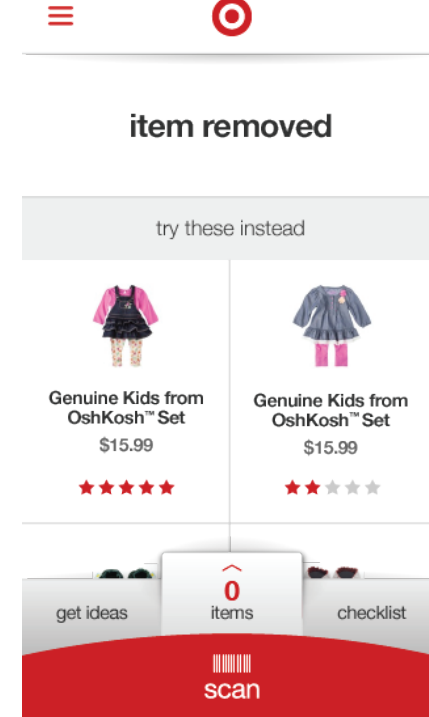 item removed
try these instead
Genuine Kids from
OshKosh™ Set
$15.99
Genuine Kids from
OshKosh™ Set
$15.99
get ideas
0
items
checklist
scan